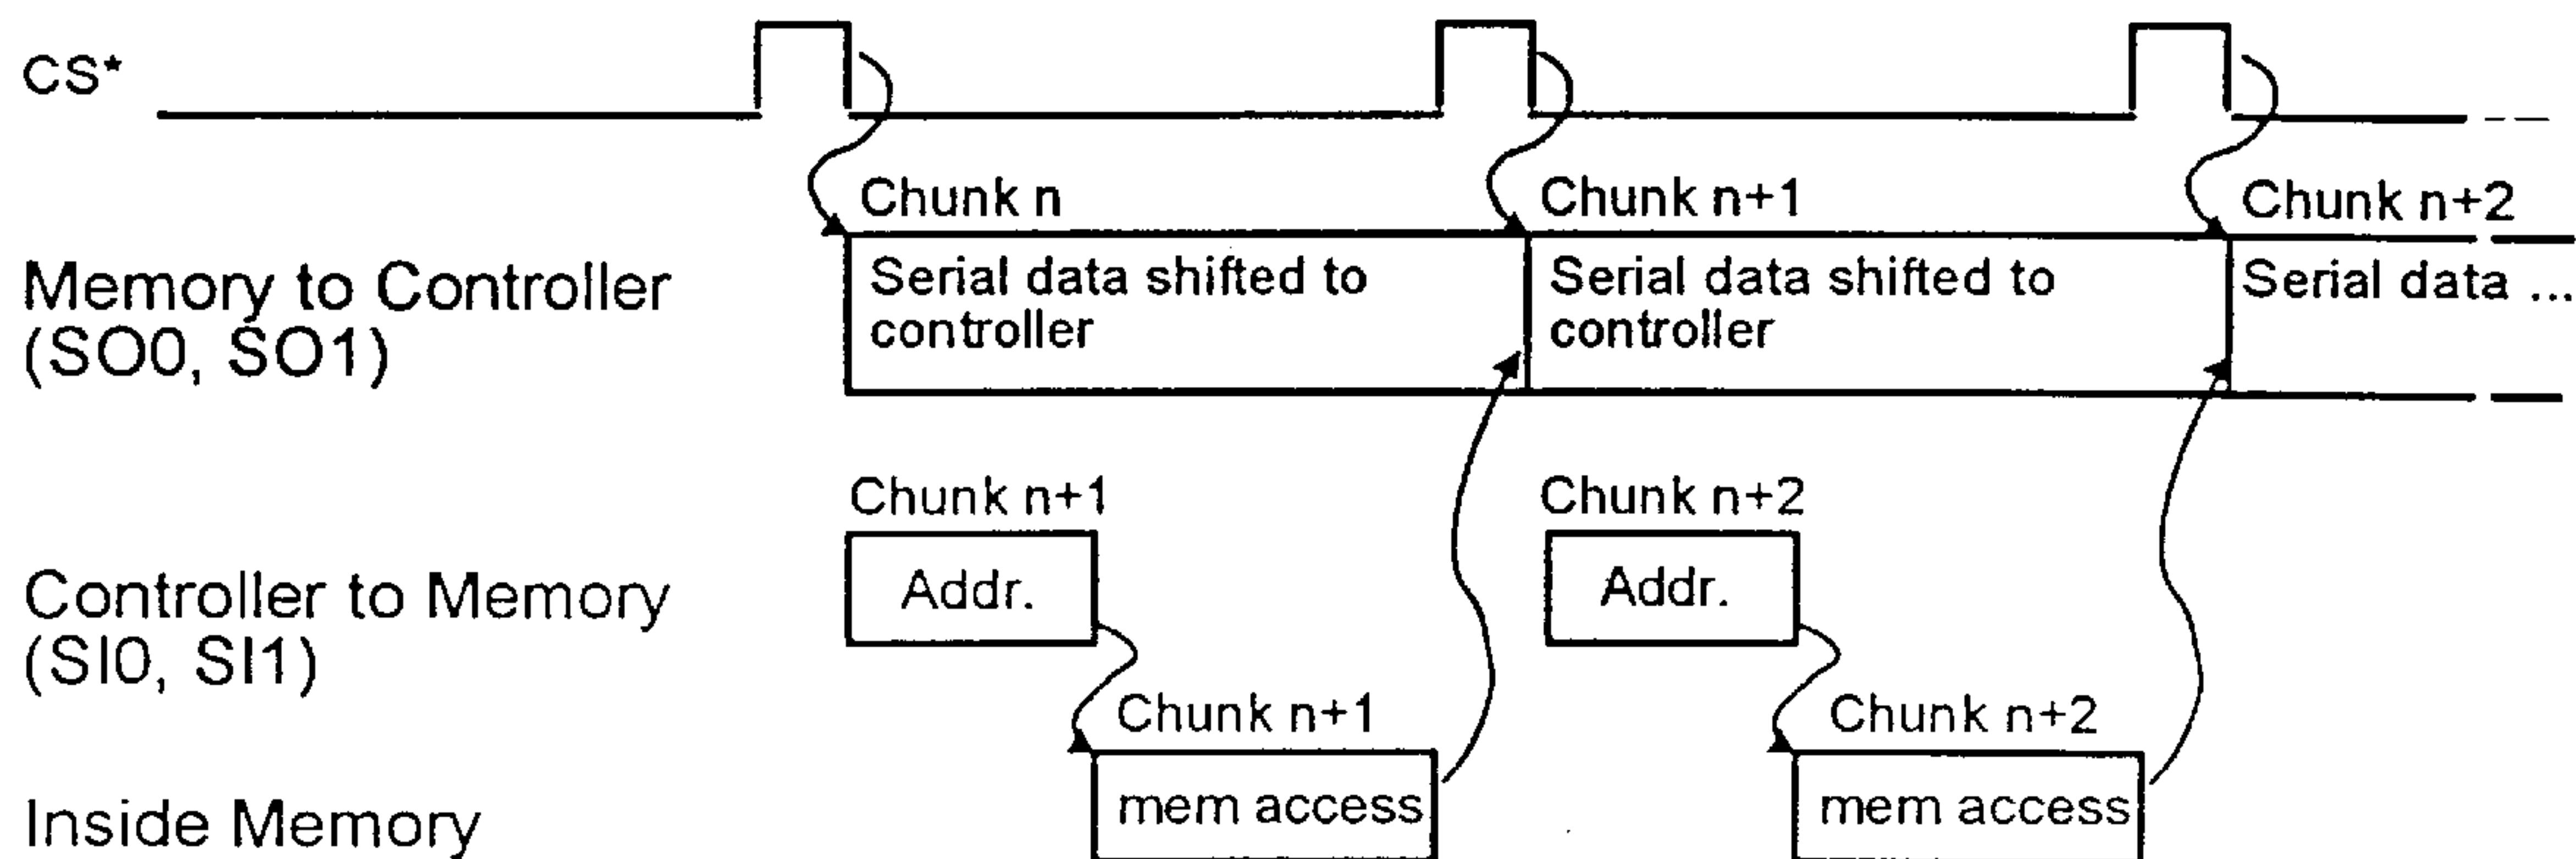 CS*
Chunk n
Chunk n+1
Chunk n+2
Memory to Controller
(SO0, SO1)
Serial data shifted to
controller
Serial data shifted to
controller
Serial data ...
Chunk n+1
Chunk n+2
Controller to Memory
(SI0, SI1)
Addr.
Addr.
Chunk n+1
Chunk n+2
Inside Memory
mem access
mem access